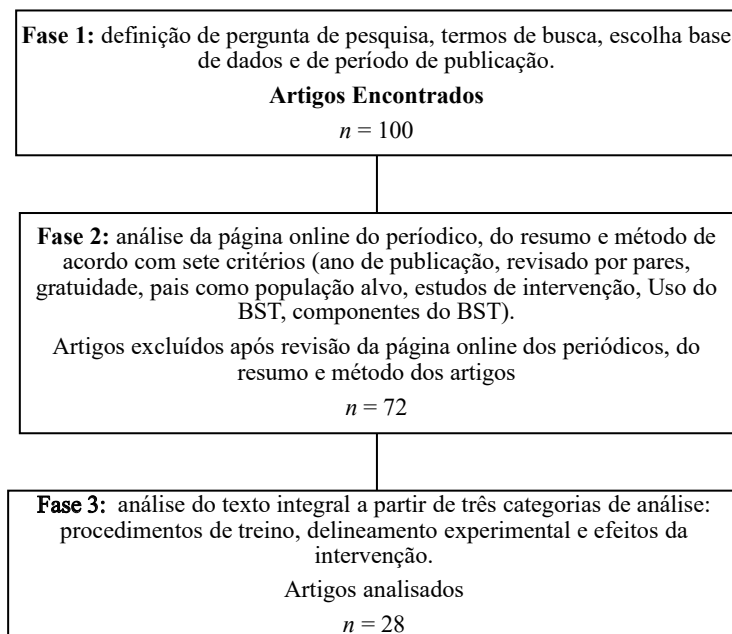 Fase 1: definição de pergunta de pesquisa, termos de busca, escolha base
de dados e de período de publicação.
Artigos Encontrados
n = 100
Fase 2: análise da página online do períodico, do resumo e método de
acordo com sete critérios (ano de publicação, revisado por pares,
gratuidade, pais como população alvo, estudos de intervenção, Uso do
BST, componentes do BST).
Artigos excluídos após revisão da página online dos periódicos, do
resumo e método dos artigos
n = 72
Fase 3: análise do texto integral a partir de três categorias de análise:
procedimentos de treino, delineamento experimental e efeitos da
intervenção.
Artigos analisados
n = 28